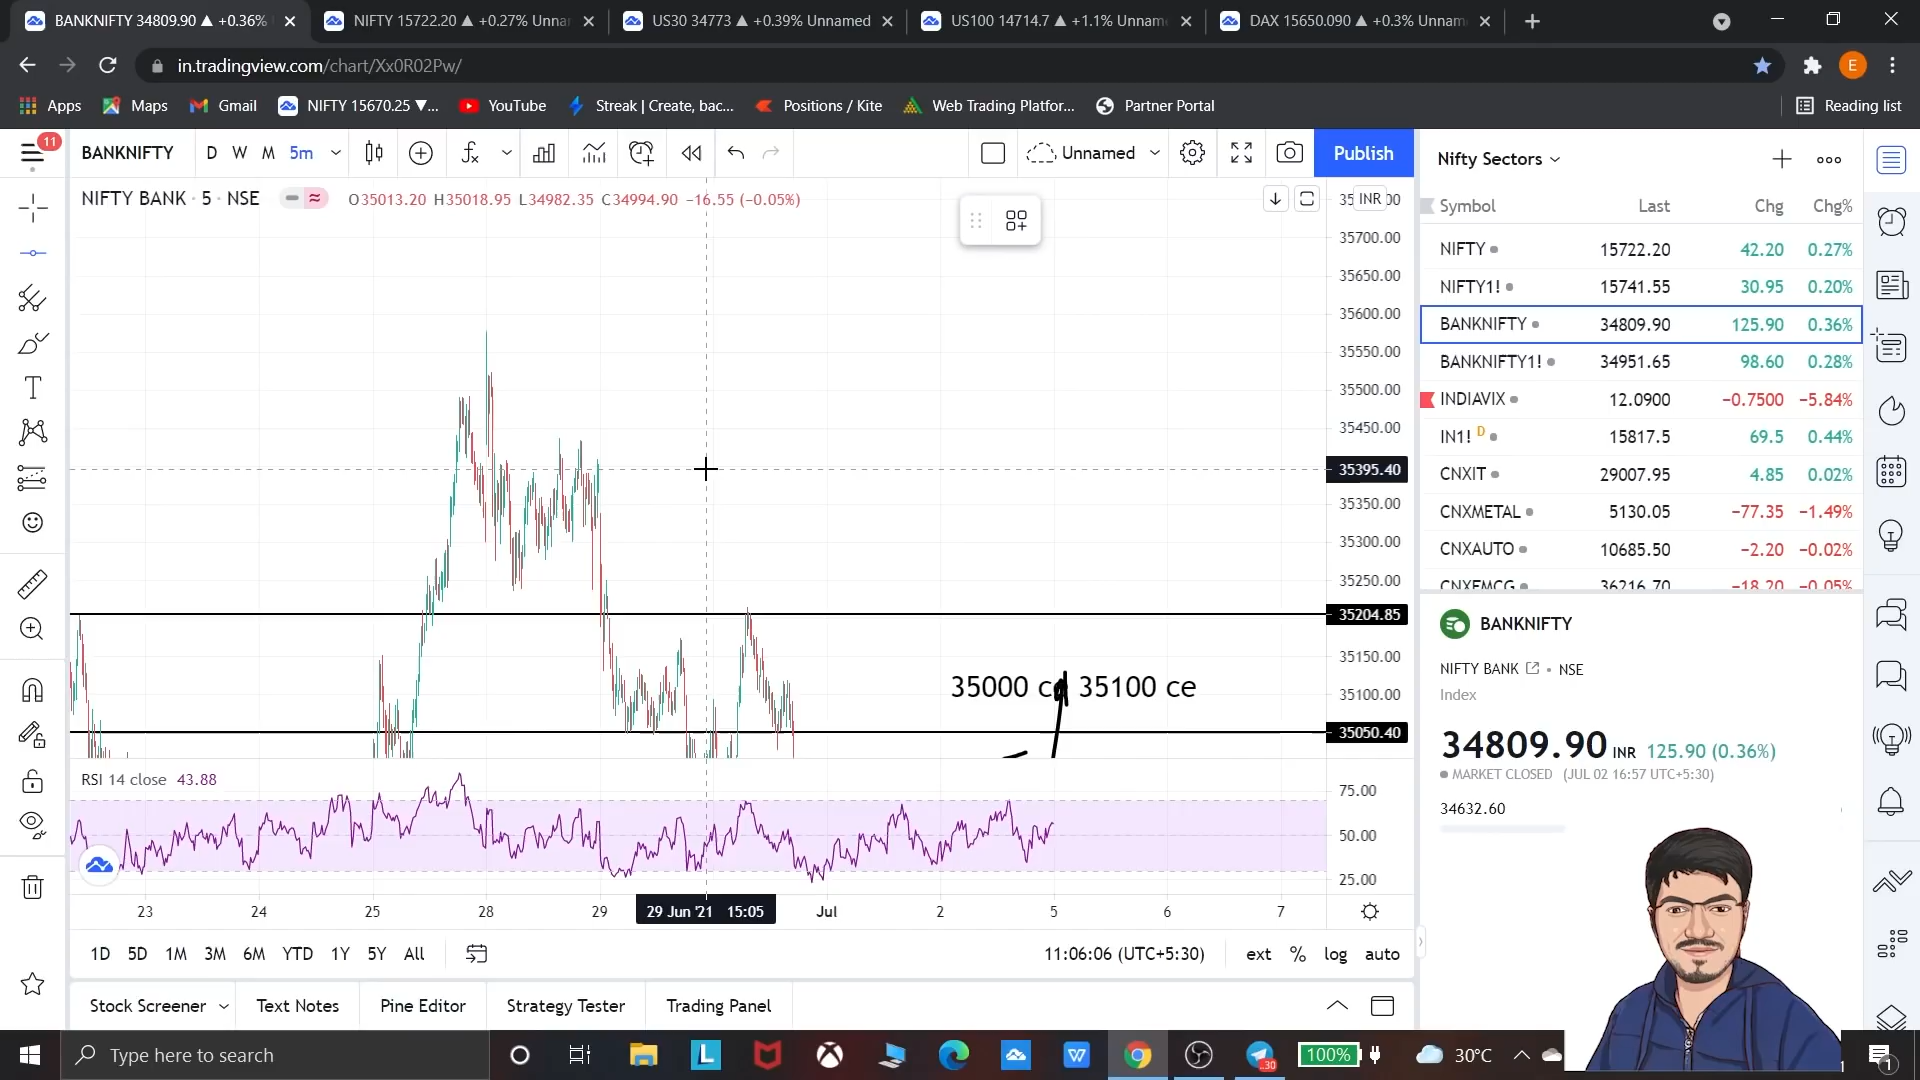 BANKNIFTY 34809.90 ▲ +0.36%
NIFTY 15722.20 ▲ +0.27% Unnar
US30 34773 ▲ +0.39% Unnamed
US100 14714.7 ▲ +1.1% Unnam
DAX 15650.090 ▲ +0.3% Unnam
in.tradingview.com/chart/Xx0R02Pw/
E
Apps
Maps
Gmail
NIFTY 15670.25 ▼...
YouTube
Streak | Create, bac...
Positions / Kite
Web Trading Platfor...
Partner Portal
Reading list
11
BANKNIFTY
D W M 5m
Unnamed
Publish
NIFTY BANK · 5 · NSE
O35013.20 H35018.95 L34982.35 C34994.90 −16.55 (−0.05%)
INR
35700.00
35650.00
35600.00
35550.00
35500.00
35450.00
35395.40
35350.00
35300.00
35250.00
35204.85
35150.00
35100.00
35050.40
35000 ce 35100 ce
RSI 14 close 43.88
75.00
50.00
25.00
23 24 25 28 29 29 Jun '21 15:05 Jul 2 5 6 7
1D 5D 1M 3M 6M YTD 1Y 5Y All
11:06:06 (UTC+5:30)
ext % log auto
Stock Screener
Text Notes
Pine Editor
Strategy Tester
Trading Panel
Nifty Sectors
Symbol Last Chg Chg%
NIFTY 15722.20 42.20 0.27%
NIFTY1! 15741.55 30.95 0.20%
BANKNIFTY 34809.90 125.90 0.36%
BANKNIFTY1! 34951.65 98.60 0.28%
INDIAVIX 12.0900 −0.7500 −5.84%
IN1! D 15817.5 69.5 0.44%
CNXIT 29007.95 4.85 0.02%
CNXMETAL 5130.05 −77.35 −1.49%
CNXAUTO 10685.50 −2.20 −0.02%
CNXFMCG 36216.70 −18.20 −0.05%
BANKNIFTY
NIFTY BANK · NSE
Index
34809.90 INR 125.90 (0.36%)
MARKET CLOSED (JUL 02 16:57 UTC+5:30)
34632.60
Type here to search
L
W
30
100%
30°C
1